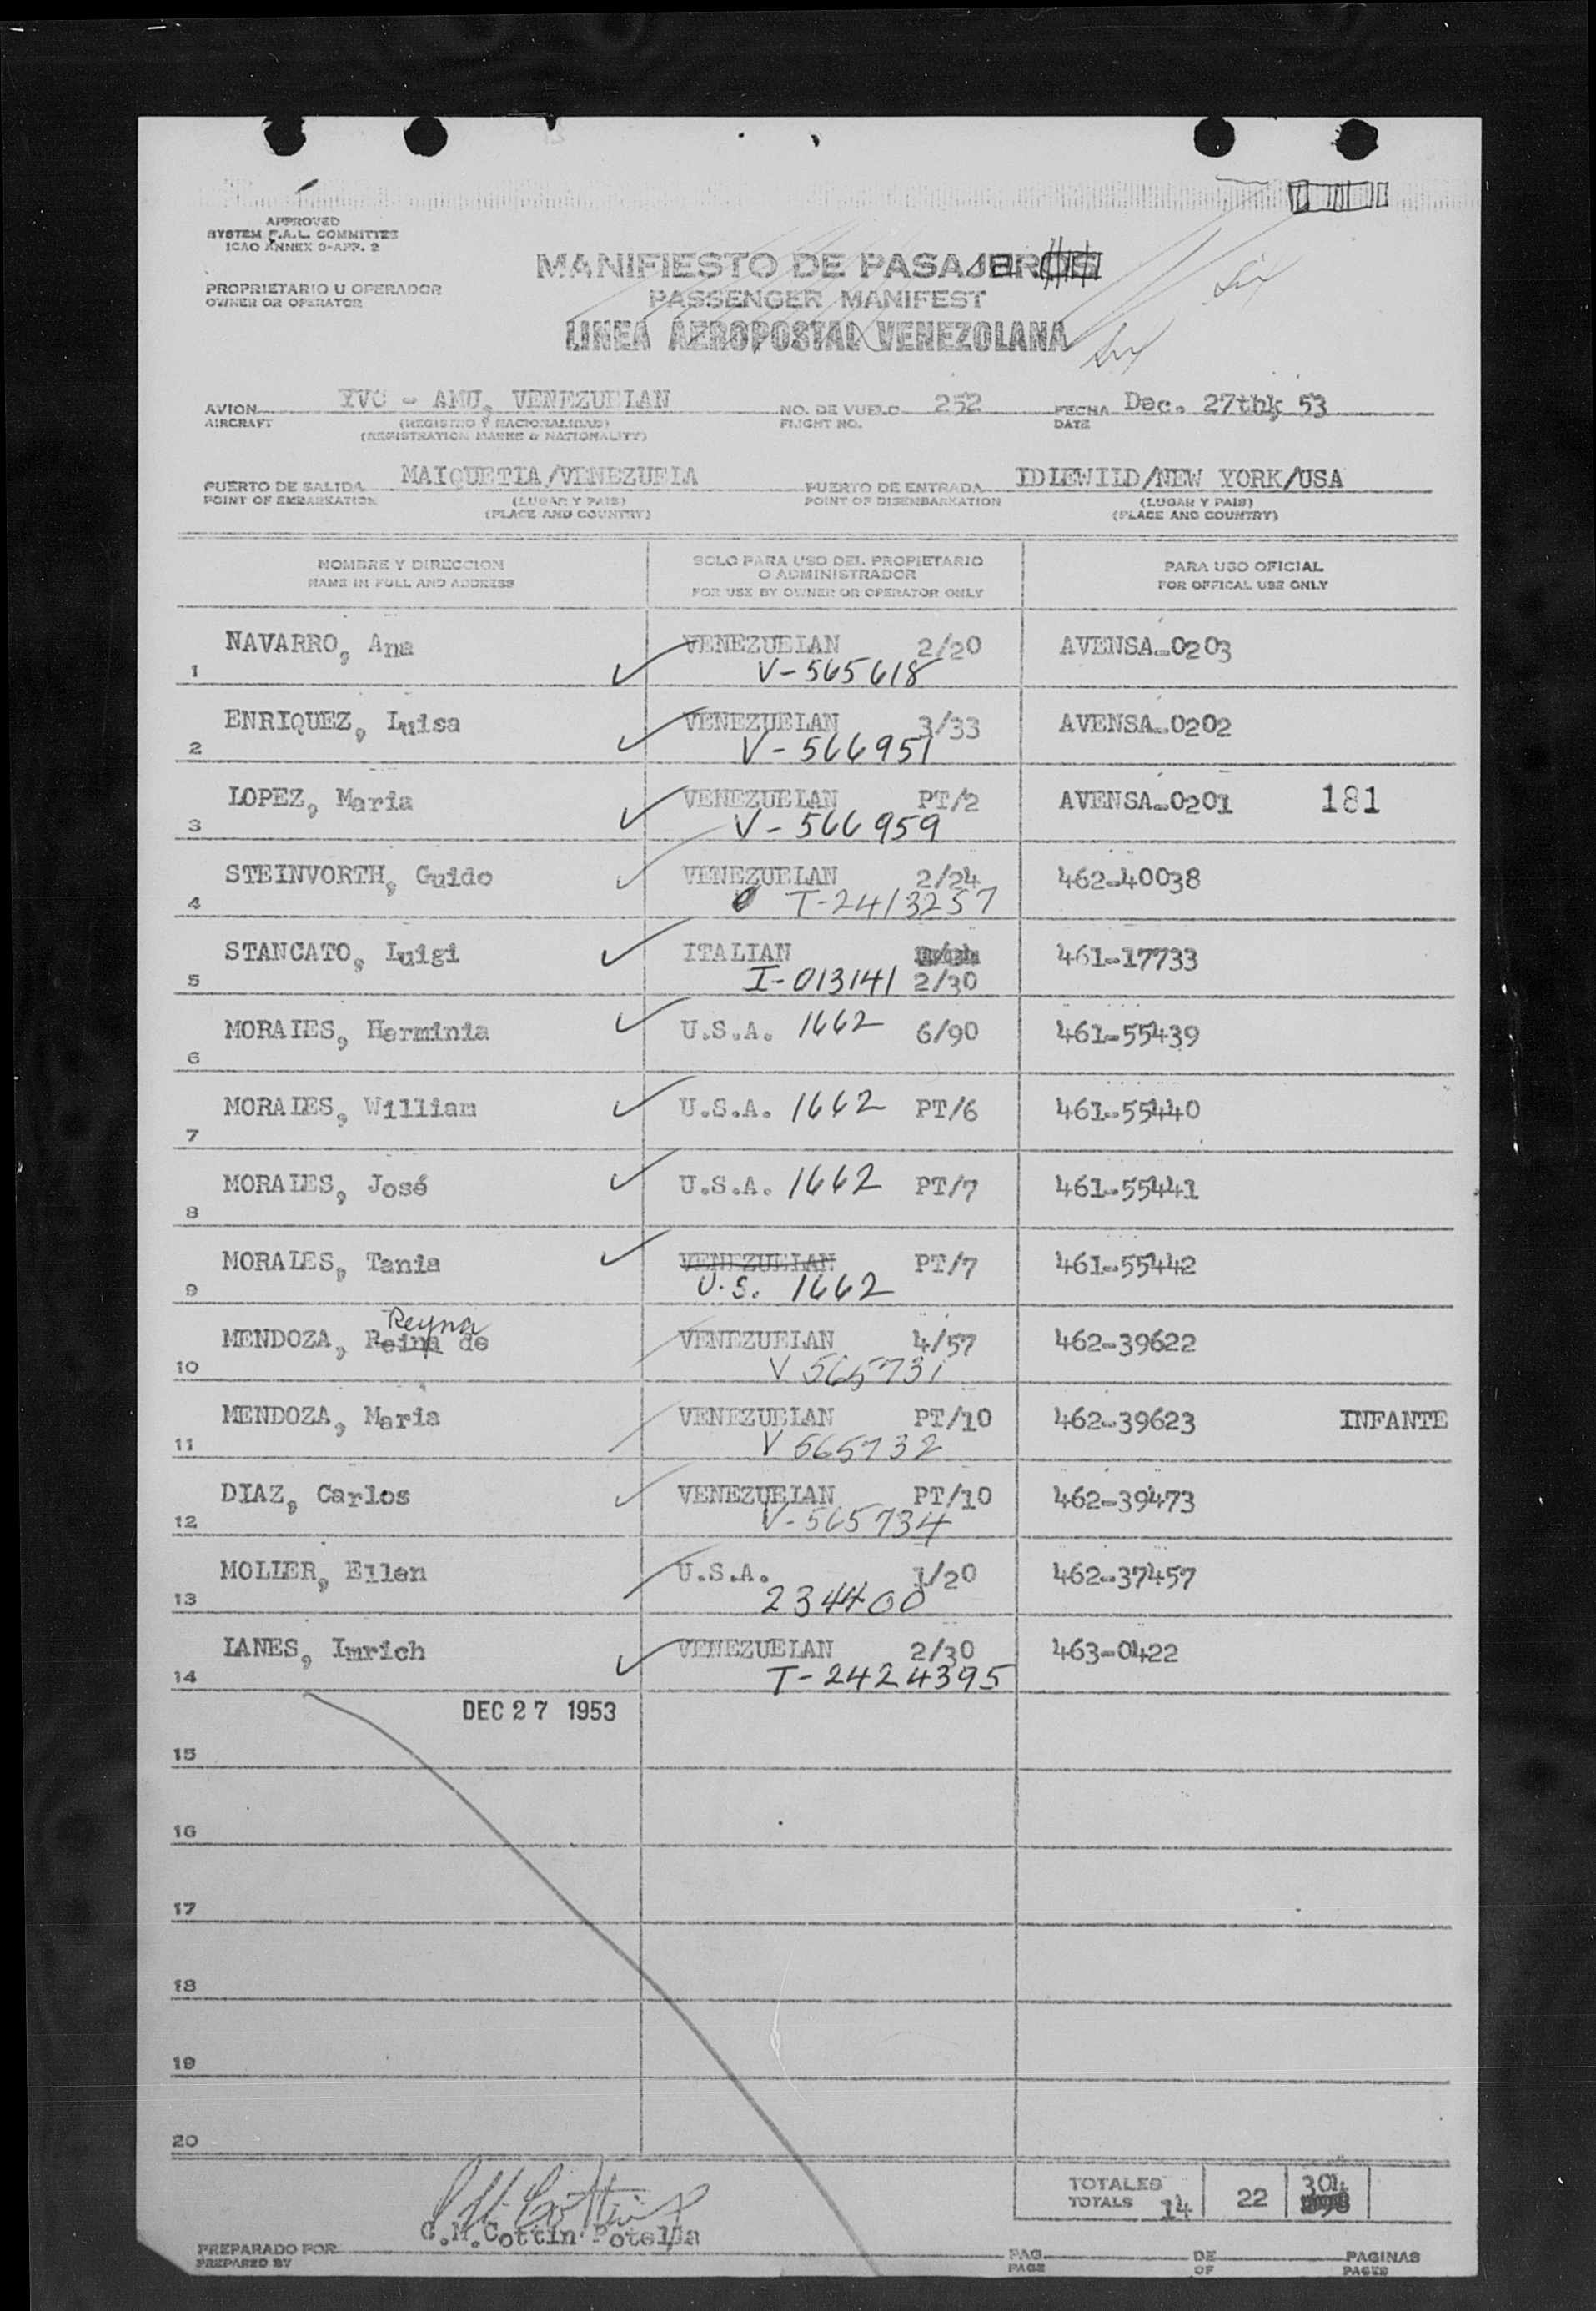 APPROVED
SYSTEM F.A.L. COMMITTEE
ICAO ANNEX 9-APP. 2
MANIFIESTO DE PASAJEROS
PROPRIETARIO U OPERADOR
OWNER OR OPERATOR
PASSENGER MANIFEST
LINEA AEROPOSTAL VENEZOLANA
AVION YVC - AMU, VENEZUELAN NO. DE VUELO 252 FECHA Dec. 27th, 53
AIRCRAFT (REGISTRO Y NACIONALIDAD) FLIGHT NO. DATE
(REGISTRATION MARKS & NATIONALITY)
PUERTO DE SALIDA MAIQUETIA/VENEZUELA PUERTO DE ENTRADA IDLEWILD/NEW YORK/USA
POINT OF EMBARKATION (LUGAR Y PAIS) POINT OF DISENBARKATION (LUGAR Y PAIS)
(PLACE AND COUNTRY) (PLACE AND COUNTRY)
NOMBRE Y DIRECCION SOLO PARA USO DEL PROPIETARIO O ADMINISTRADOR PARA USO OFICIAL
NAME IN FULL AND ADDRESS FOR USE BY OWNER OR OPERATOR ONLY FOR OFFICAL USE ONLY
1 NAVARRO, Ana VENEZUELAN 2/20 AVENSA-0203
V-565618
2 ENRIQUEZ, Luisa VENEZUELAN 3/33 AVENSA-0202
V-566951
3 LOPEZ, Maria VENEZUELAN PT/2 AVENSA-0201 181
V-566959
4 STEINVORTH, Guido VENEZUELAN 2/24 462-40038
T-2413257
5 STANCATO, Luigi ITALIAN 461-17733
I-013141 2/30
6 MORALES, Herminia U.S.A. 1662 6/90 461-55439
7 MORALES, William U.S.A. 1662 PT/6 461-55440
8 MORALES, José U.S.A. 1662 PT/7 461-55441
9 MORALES, Tania VENEZUELAN PT/7 461-55442
U.S. 1662
Reyna
10 MENDOZA, Reina de VENEZUELAN 4/57 462-39622
V 565731
11 MENDOZA, Maria VENEZUELAN PT/10 462-39623 INFANTE
V 565732
12 DIAZ, Carlos VENEZUELAN PT/10 462-39473
V-565734
13 MOLLER, Ellen U.S.A. 1/20 462-37457
234400
14 LANES, Imrich VENEZUELAN 2/30 463-0422
T-2424395
DEC 27 1953
15
16
17
18
19
20
TOTALES 304
TOTALS 14 22
C.M.Cottin Potella
PREPARADO POR PAG. DE PAGINAS
PREPARED BY PAGE OF PAGES